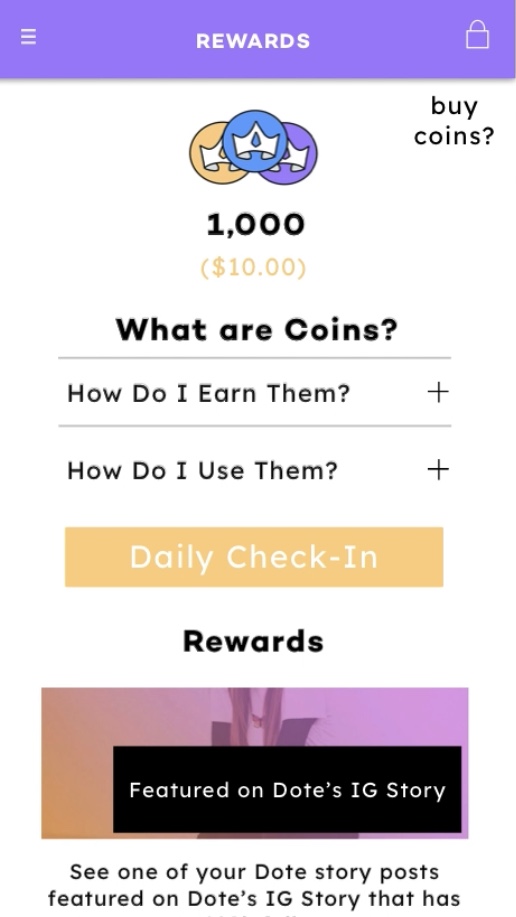 REWARDS
buy
coins?
1,000
($10.00)
What are Coins?
How Do I Earn Them?
How Do I Use Them?
Daily Check-In
Rewards
Featured on Dote’s IG Story
See one of your Dote story posts
featured on Dote’s IG Story that has